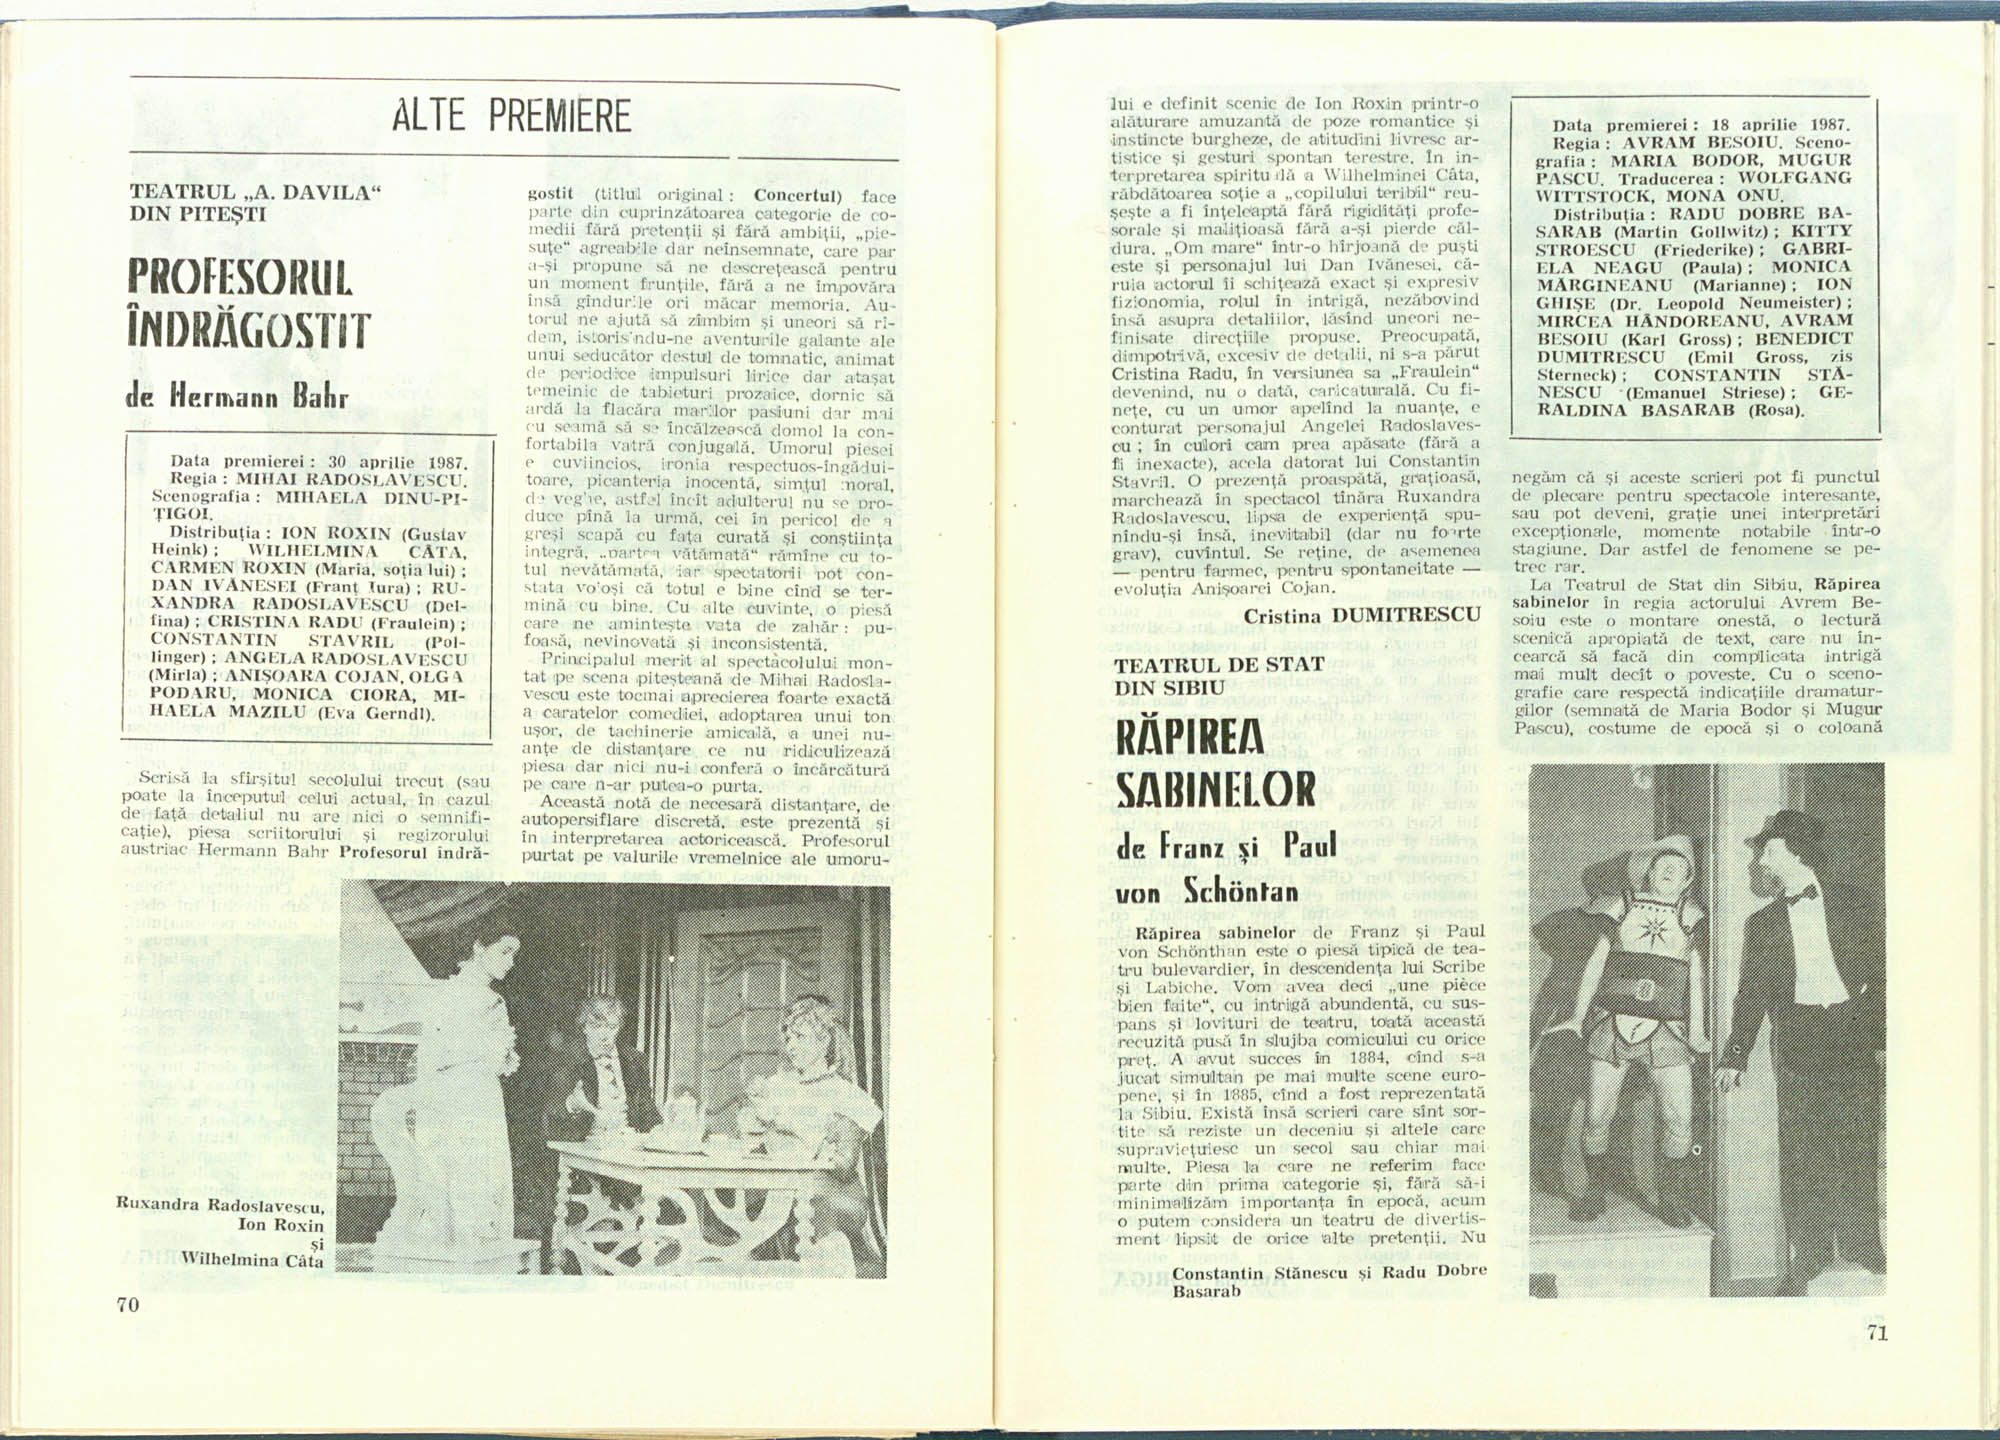 ALTE PREMIERE
TEATRUL „A. DAVILA“
DIN PITEȘTI
PROFESORUL
ÎNDRĂGOSTIT
de Hermann Bahr
Data premierei : 30 aprilie 1987.
Regia : MIHAI RADOSLAVESCU.
Scenografia : MIHAELA DINU-PI-
ȚIGOI.
Distribuția : ION ROXIN (Gustav
Heink) ; WILHELMINA CÂTA,
CARMEN ROXIN (Maria, soția lui) ;
DAN IVĂNESEI (Franț Iura) ; RU-
XANDRA RADOSLAVESCU (Del-
fina) ; CRISTINA RADU (Fraulein) ;
CONSTANTIN STAVRIL (Pol-
linger) ; ANGELA RADOSLAVESCU
(Mirla) ; ANIȘOARA COJAN, OLGA
PODARU, MONICA CIORA, MI-
HAELA MAZILU (Eva Gerndl).
Scrisă la sfîrșitul secolului trecut (sau
poate la începutul celui actual, în cazul
de față detaliul nu are nici o semnifi-
cație), piesa scriitorului și regizorului
austriac Hermann Bahr Profesorul îndră-
gostit (titlul original : Concertul) face
parte din cuprinzătoarea categorie de co-
medii fără pretenții și fără ambiții, „pie-
suțe“ agreabile dar neînsemnate, care par
a-și propune să ne descrețească pentru
un moment frunțile, fără a ne împovăra
însă gîndurile ori măcar memoria. Au-
torul ne ajută să zîmbim și uneori să rî-
dem, istorisindu-ne aventurile galante ale
unui seducător destul de tomnatic, animat
de periodice impulsuri lirice dar atașat
temeinic de tabieturi prozaice, dornic să
ardă la flacăra marilor pasiuni dar mai
cu seamă să se încălzească domol la con-
fortabila vatră conjugală. Umorul piesei
e cuviincios, ironia respectuos-îngădui-
toare, picanteria inocentă, simțul moral,
de veghe, astfel încît adulterul nu se pro-
duce pînă la urmă, cei în pericol de a
greși scapă cu fața curată și conștiința
integră, „partea vătămată“ rămîne cu to-
tul nevătămată, iar spectatorii pot con-
stata voioși că totul e bine cînd se ter-
mină cu bine. Cu alte cuvinte, o piesă
care ne amintește vata de zahăr : pu-
foasă, nevinovată și inconsistentă.
Principalul merit al spectacolului mon-
tat pe scena piteșteană de Mihai Radosla-
vescu este tocmai aprecierea foarte exactă
a caratelor comediei, adoptarea unui ton
ușor, de tachinerie amicală, a unei nu-
anțe de distanțare ce nu ridiculizează
piesa dar nici nu-i conferă o încărcătură
pe care n-ar putea-o purta.
Această notă de necesară distanțare, de
autopersiflare discretă, este prezentă și
în interpretarea actoricească. Profesorul
purtat pe valurile vremelnice ale umoru-
Ruxandra Radoslavescu,
Ion Roxin
și
Wilhelmina Câta
70
lui e definit scenic de Ion Roxin printr-o
alăturare amuzantă de poze romantice și
instincte burgheze, de atitudini livresc ar-
tistice și gesturi spontan terestre. În in-
terpretarea spirituală a Wilhelminei Câta,
răbdătoarea soție a „copilului teribil“ reu-
șește a fi înțeleaptă fără rigidități profe-
sorale și malițioasă fără a-și pierde căl-
dura. „Om mare“ într-o hîrjoană de puști
este și personajul lui Dan Ivănesei, că-
ruia actorul îi schițează exact și expresiv
fizionomia, rolul în intrigă, nezăbovind
însă asupra detaliilor, lăsînd uneori ne-
finisate direcțiile propuse. Preocupată,
dimpotrivă, excesiv de detalii, ni s-a părut
Cristina Radu, în versiunea sa „Fraulein“
devenind, nu o dată, caricaturală. Cu fi-
nețe, cu un umor apelînd la nuanțe, e
conturat personajul Angelei Radoslaves-
cu ; în culori cam prea apăsate (fără a
fi inexacte), acela datorat lui Constantin
Stavril. O prezență proaspătă, grațioasă,
marchează în spectacol tînăra Ruxandra
Radoslavescu, lipsa de experiență spu-
nîndu-și însă, inevitabil (dar nu foarte
grav), cuvîntul. Se reține, de asemenea
— pentru farmec, pentru spontaneitate —
evoluția Anișoarei Cojan.
Cristina DUMITRESCU
TEATRUL DE STAT
DIN SIBIU
RĂPIREA
SABINELOR
de Franz și Paul
von Schöntan
Răpirea sabinelor de Franz și Paul
von Schönthan este o piesă tipică de tea-
tru bulevardier, în descendența lui Scribe
și Labiche. Vom avea deci „une pièce
bien faite“, cu intrigă abundentă, cu sus-
pans și lovituri de teatru, toată această
recuzită pusă în slujba comicului cu orice
preț. A avut succes în 1884, cînd s-a
jucat simultan pe mai multe scene euro-
pene, și în 1885, cînd a fost reprezentată
la Sibiu. Există însă scrieri care sînt sor-
tite să reziste un deceniu și altele care
supraviețuiesc un secol sau chiar mai
multe. Piesa la care ne referim face
parte din prima categorie și, fără să-i
minimalizăm importanța în epocă, acum
o putem considera un teatru de divertis-
ment lipsit de orice alte pretenții. Nu
Constantin Stănescu și Radu Dobre
Basarab
Data premierei : 18 aprilie 1987.
Regia : AVRAM BESOIU. Sceno-
grafia : MARIA BODOR, MUGUR
PASCU. Traducerea : WOLFGANG
WITTSTOCK, MONA ONU.
Distribuția : RADU DOBRE BA-
SARAB (Martin Gollwitz) ; KITTY
STROESCU (Friederike) ; GABRI-
ELA NEAGU (Paula) ; MONICA
MĂRGINEANU (Marianne) ; ION
GHIȘE (Dr. Leopold Neumeister) ;
MIRCEA HÂNDOREANU, AVRAM
BESOIU (Karl Gross) ; BENEDICT
DUMITRESCU (Emil Gross, zis
Sterneck) ; CONSTANTIN STĂ-
NESCU (Emanuel Striese) ; GE-
RALDINA BASARAB (Rosa).
negăm că și aceste scrieri pot fi punctul
de plecare pentru spectacole interesante,
sau pot deveni, grație unei interpretări
excepționale, momente notabile într-o
stagiune. Dar astfel de fenomene se pe-
trec rar.
La Teatrul de Stat din Sibiu, Răpirea
sabinelor în regia actorului Avrem Be-
soiu este o montare onestă, o lectură
scenică apropiată de text, care nu în-
cearcă să facă din complicata intrigă
mai mult decît o poveste. Cu o sceno-
grafie care respectă indicațiile dramatur-
gilor (semnată de Maria Bodor și Mugur
Pascu), costume de epocă și o coloană
71